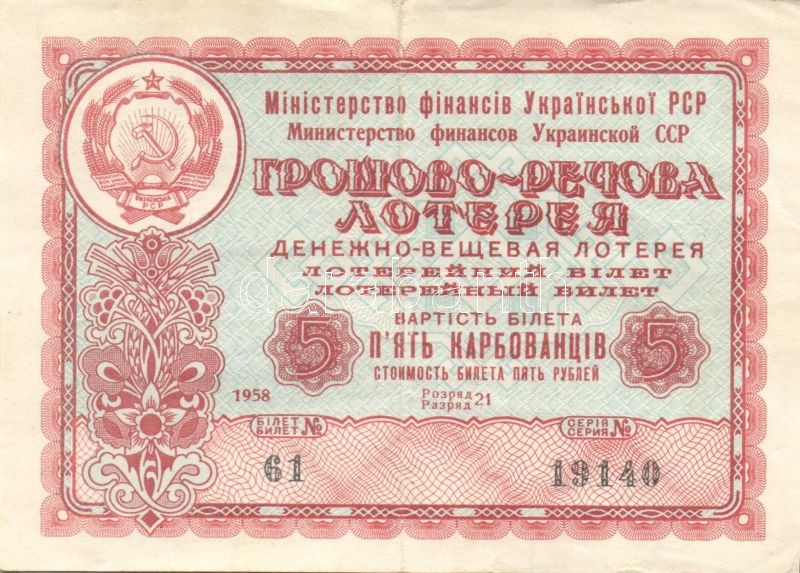 Міністерство фінансів Української РСР
Министерство финансов Украинской ССР
ГРОШОВО-РЕЧОВА
ЛОТЕРЕЯ
ДЕНЕЖНО-ВЕЩЕВАЯ ЛОТЕРЕЯ
ЛОТЕРЕЙНИЙ БІЛЕТ
ЛОТЕРЕЙНЫЙ БИЛЕТ
ВАРТІСТЬ БІЛЕТА
5 П'ЯТЬ КАРБОВАНЦІВ 5
СТОИМОСТЬ БИЛЕТА ПЯТЬ РУБЛЕЙ
1958
Розряд 21
Разряд
БІЛЕТ №
БИЛЕТ
СЕРІЯ №
СЕРИЯ
61
19140
УКРАЇНСЬКА
РСР